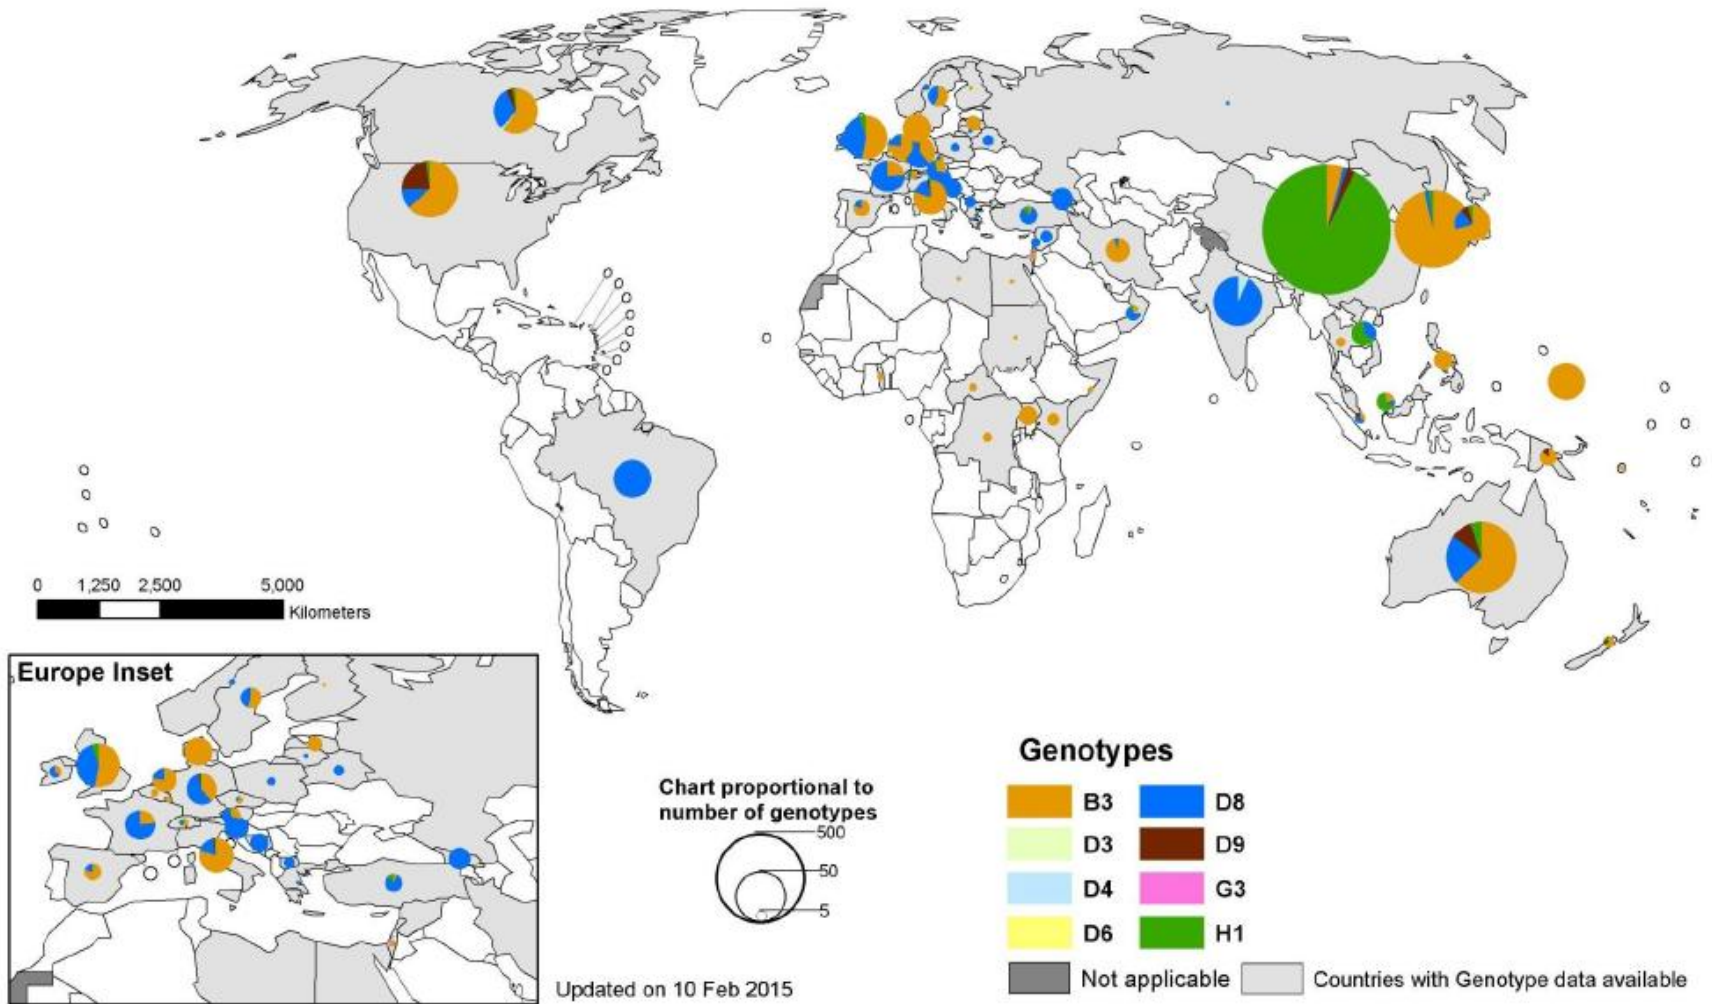 0 1,250 2,500 5,000
Kilometers
Europe Inset
Chart proportional to
number of genotypes
500
50
5
Updated on 10 Feb 2015
Genotypes
B3 D8
D3 D9
D4 G3
D6 H1
Not applicable Countries with Genotype data available